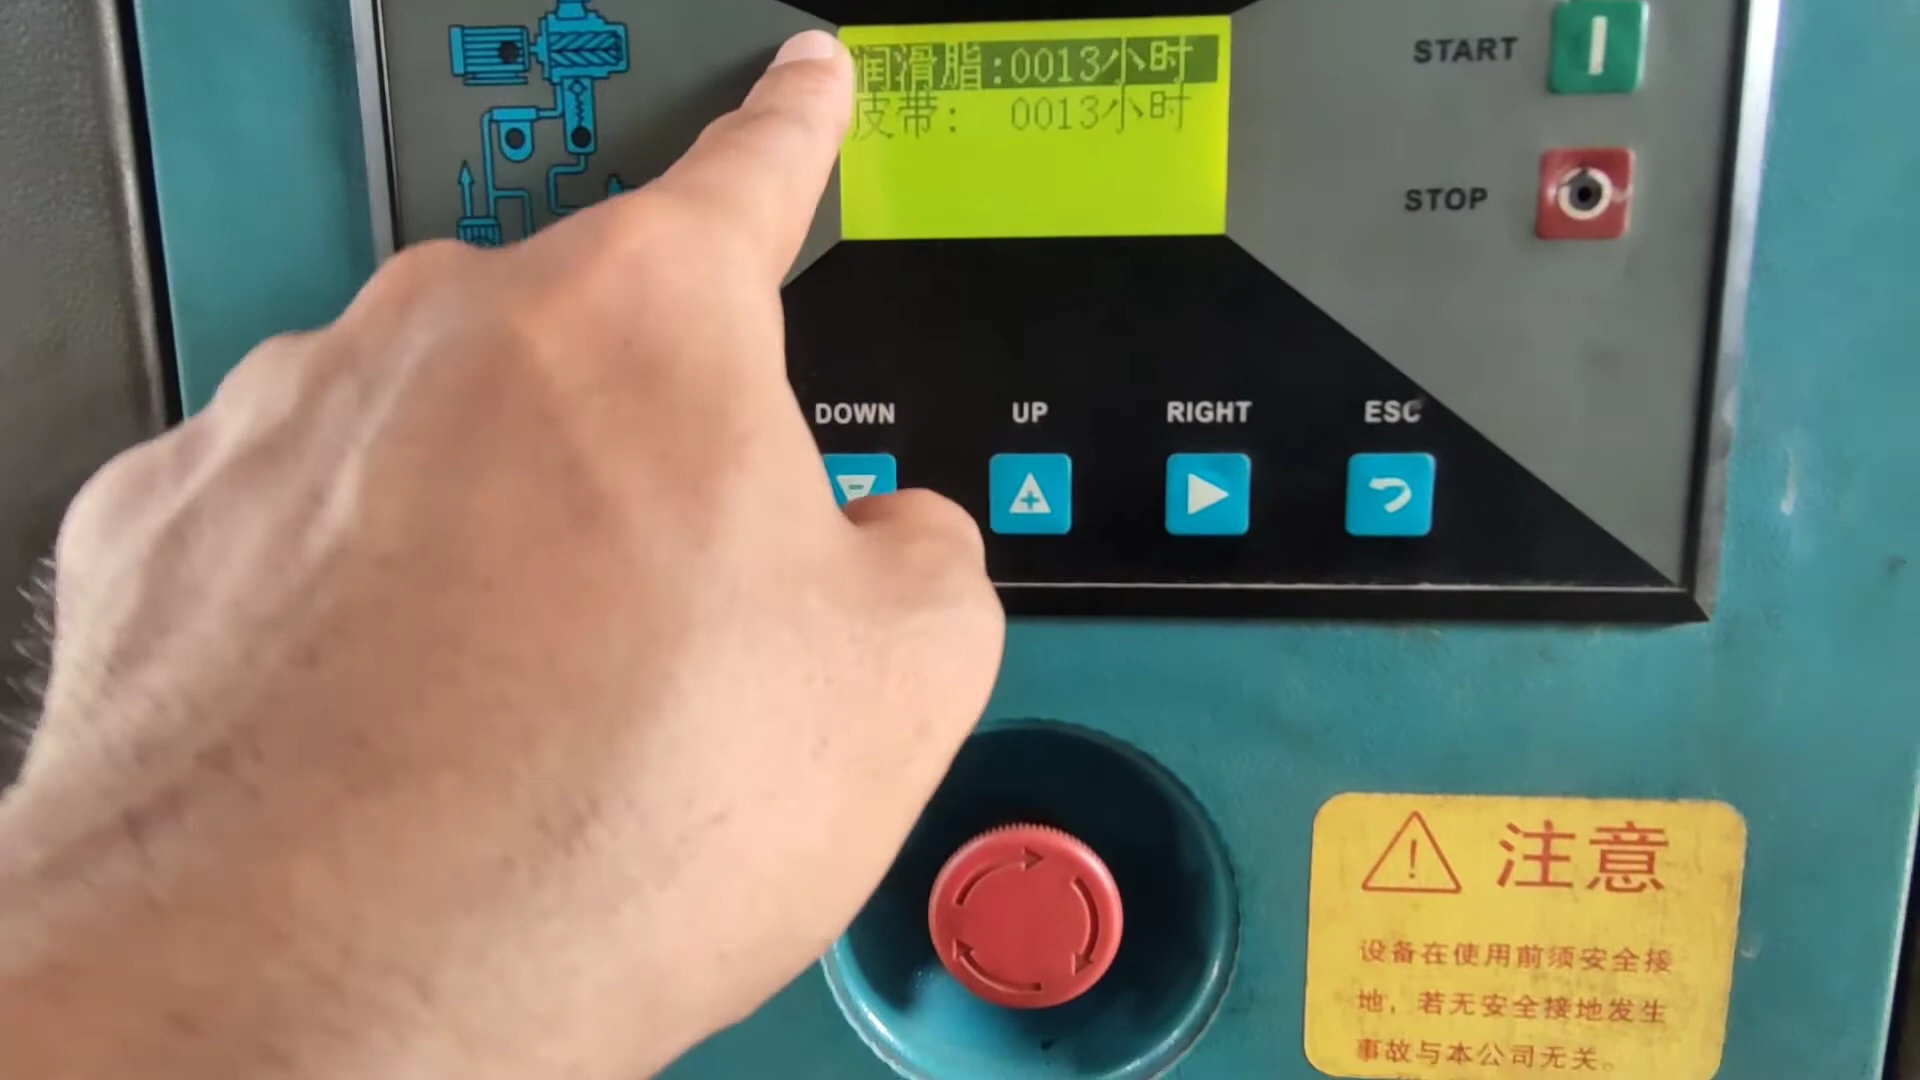 润滑脂:0013小时
皮带: 0013小时
START
STOP
DOWN
UP
RIGHT
ESC
注意
设备在使用前须安全接
地，若无安全接地发生
事故与本公司无关。